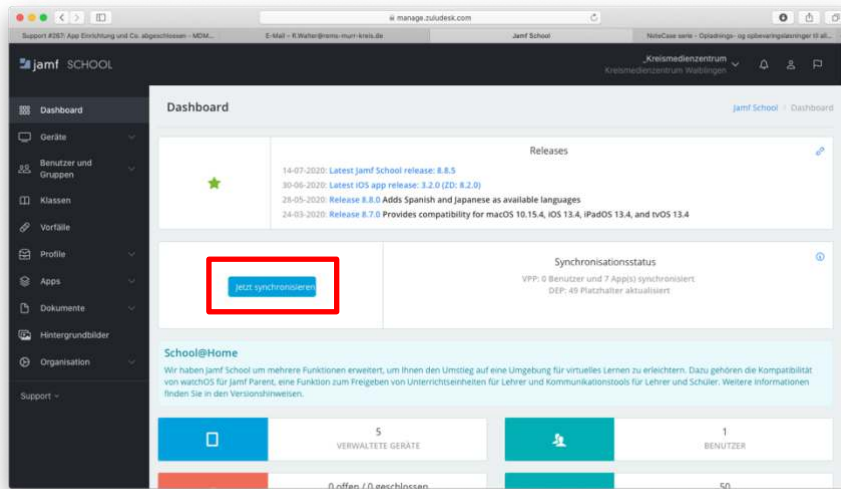 manage.zuludesk.com
Support #267: App Einrichtung und Co. abgeschlossen - MDM...
E-Mail – R.Walter@rems-murr-kreis.de
Jamf School
NoteCase serie - Opladnings- og opbevaringsløsninger til all...
jamf SCHOOL
_Kreismedienzentrum
Kreismedienzentrum Waiblingen
Dashboard
Geräte
Benutzer und
Gruppen
Klassen
Vorfälle
Profile
Apps
Dokumente
Hintergrundbilder
Organisation
Support
Dashboard
Jamf School / Dashboard
Releases
14-07-2020: Latest Jamf School release: 8.8.5
30-06-2020: Latest iOS app release: 3.2.0 (ZD: 8.2.0)
28-05-2020: Release 8.8.0 Adds Spanish and Japanese as available languages
24-03-2020: Release 8.7.0 Provides compatibility for macOS 10.15.4, iOS 13.4, iPadOS 13.4, and tvOS 13.4
Jetzt synchronisieren
Synchronisationsstatus
VPP: 0 Benutzer und 7 App(s) synchronisiert
DEP: 49 Platzhalter aktualisiert
School@Home
Wir haben Jamf School um mehrere Funktionen erweitert, um Ihnen den Umstieg auf eine Umgebung für virtuelles Lernen zu erleichtern. Dazu gehören die Kompatibilität
von watchOS für Jamf Parent, eine Funktion zum Freigeben von Unterrichtseinheiten für Lehrer und Kommunikationstools für Lehrer und Schüler. Weitere Informationen
finden Sie in den Versionshinweisen.
5
VERWALTETE GERÄTE
1
BENUTZER
0 offen / 0 geschlossen
50